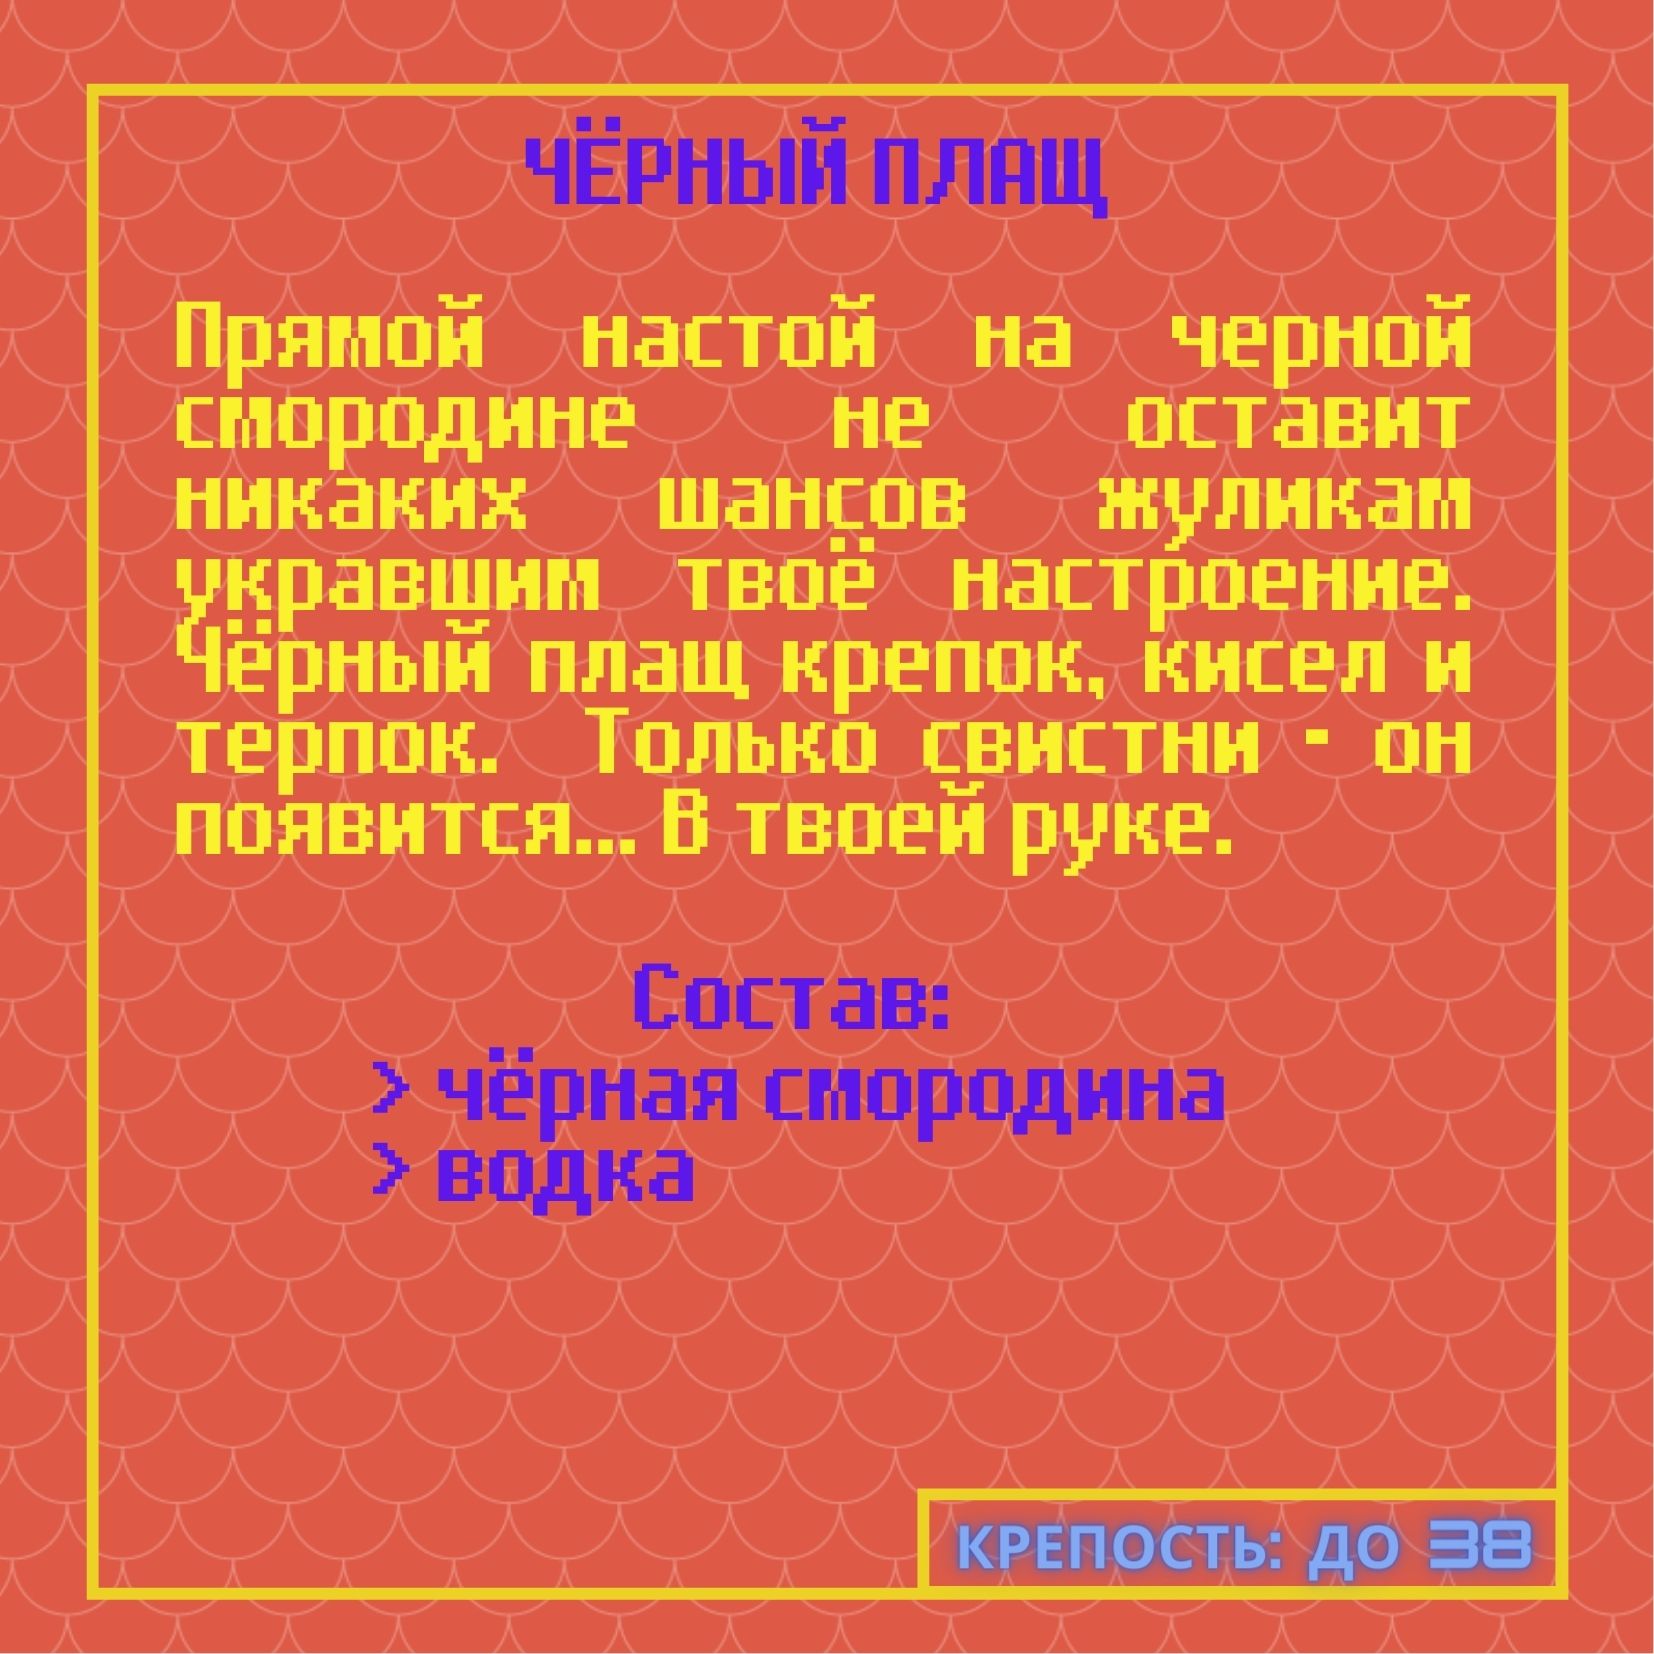 ЧЁРНЫЙ ПЛАЩ
Прямой настой на черной
смородине не оставит
никаких шансов жуликам
укравшим твоё настроение.
Чёрный плащ крепок, кисел и
терпок. Только свистни - он
появится... В твоей руке.
Состав:
> чёрная смородина
> водка
КРЕПОСТЬ: ДО 38